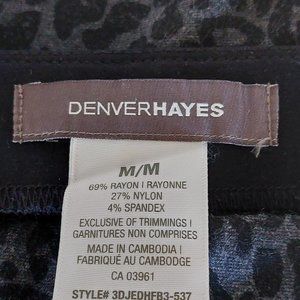 DENVERHAYES
M/M
69% RAYON | RAYONNE
27% NYLON
4% SPANDEX
EXCLUSIVE OF TRIMMINGS |
GARNITURES NON COMPRIS
MADE IN CAMBODIA |
FABRIQUÉ AU CAMBODGE
CA 03961
STYLE# 3DJEDHFB3-537